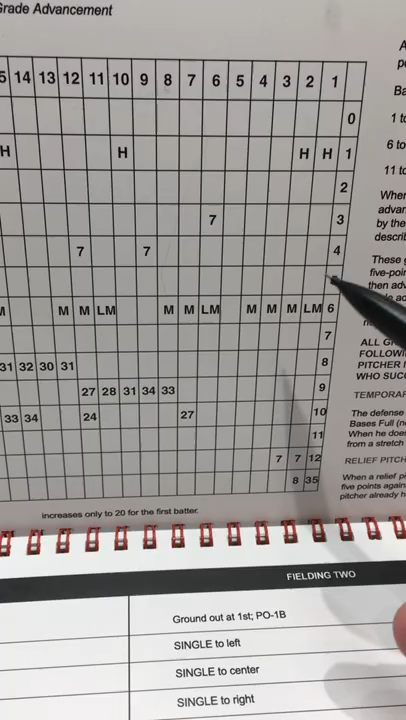 Grade Advancement
5 14 13 12 11 10 9 8 7 6 5 4 3 2 1
0
H H H H 1
2
7 3
7 7 4
M M M LM M M LM M M M LM 6
7
31 32 30 31 8
27 28 31 34 33 9
33 34 24 27 10
11
7 7 12
8 35
increases only to 20 for the first batter.
A
Ba
1 to
6 to
11 to
When
advan
by the
describ
These g
five-poin
then adv
ALL G
FOLLOWI
PITCHER I
WHO SUCC
TEMPORAR
The defense
Bases Full (no
When he does
from a stretch
RELIEF PITCH
When a relief pi
five points again
pitcher already h
FIELDING TWO
Ground out at 1st; PO-1B
SINGLE to left
SINGLE to center
SINGLE to right